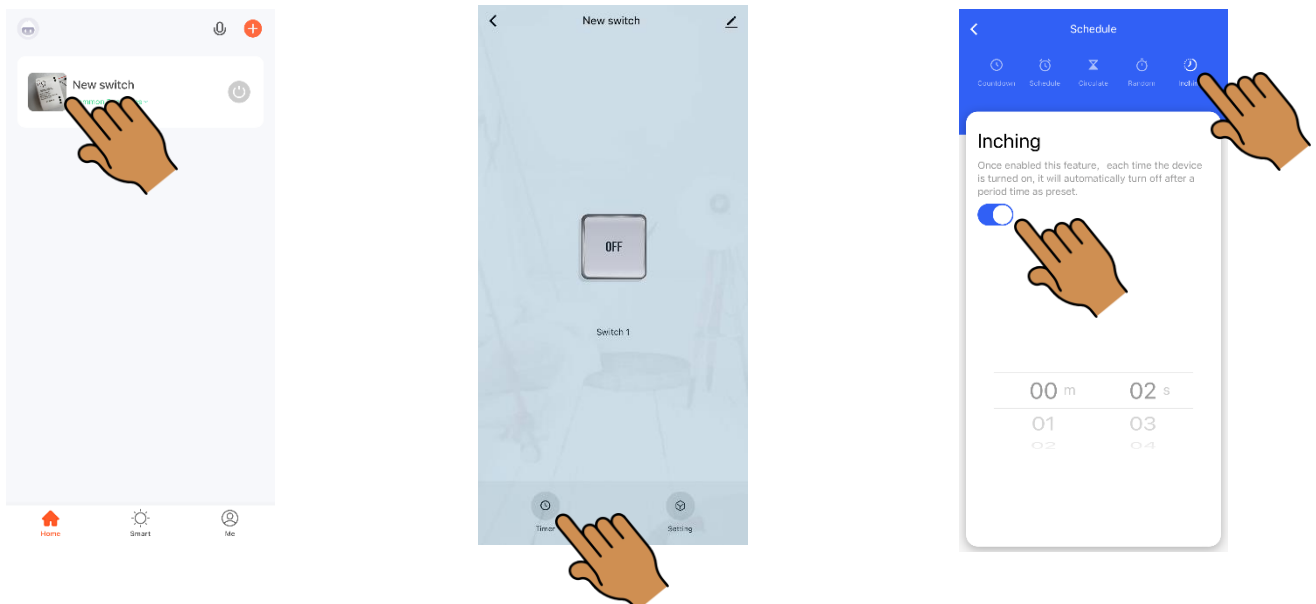 New switch
Home
Smart
Me
New switch
OFF
Switch 1
Timer
Setting
Schedule
Countdown
Schedule
Circulate
Random
Inching
Once enabled this feature, each time the device
is turned on, it will automatically turn off after a
period time as preset.
00 m 02 s
01 03
02 04